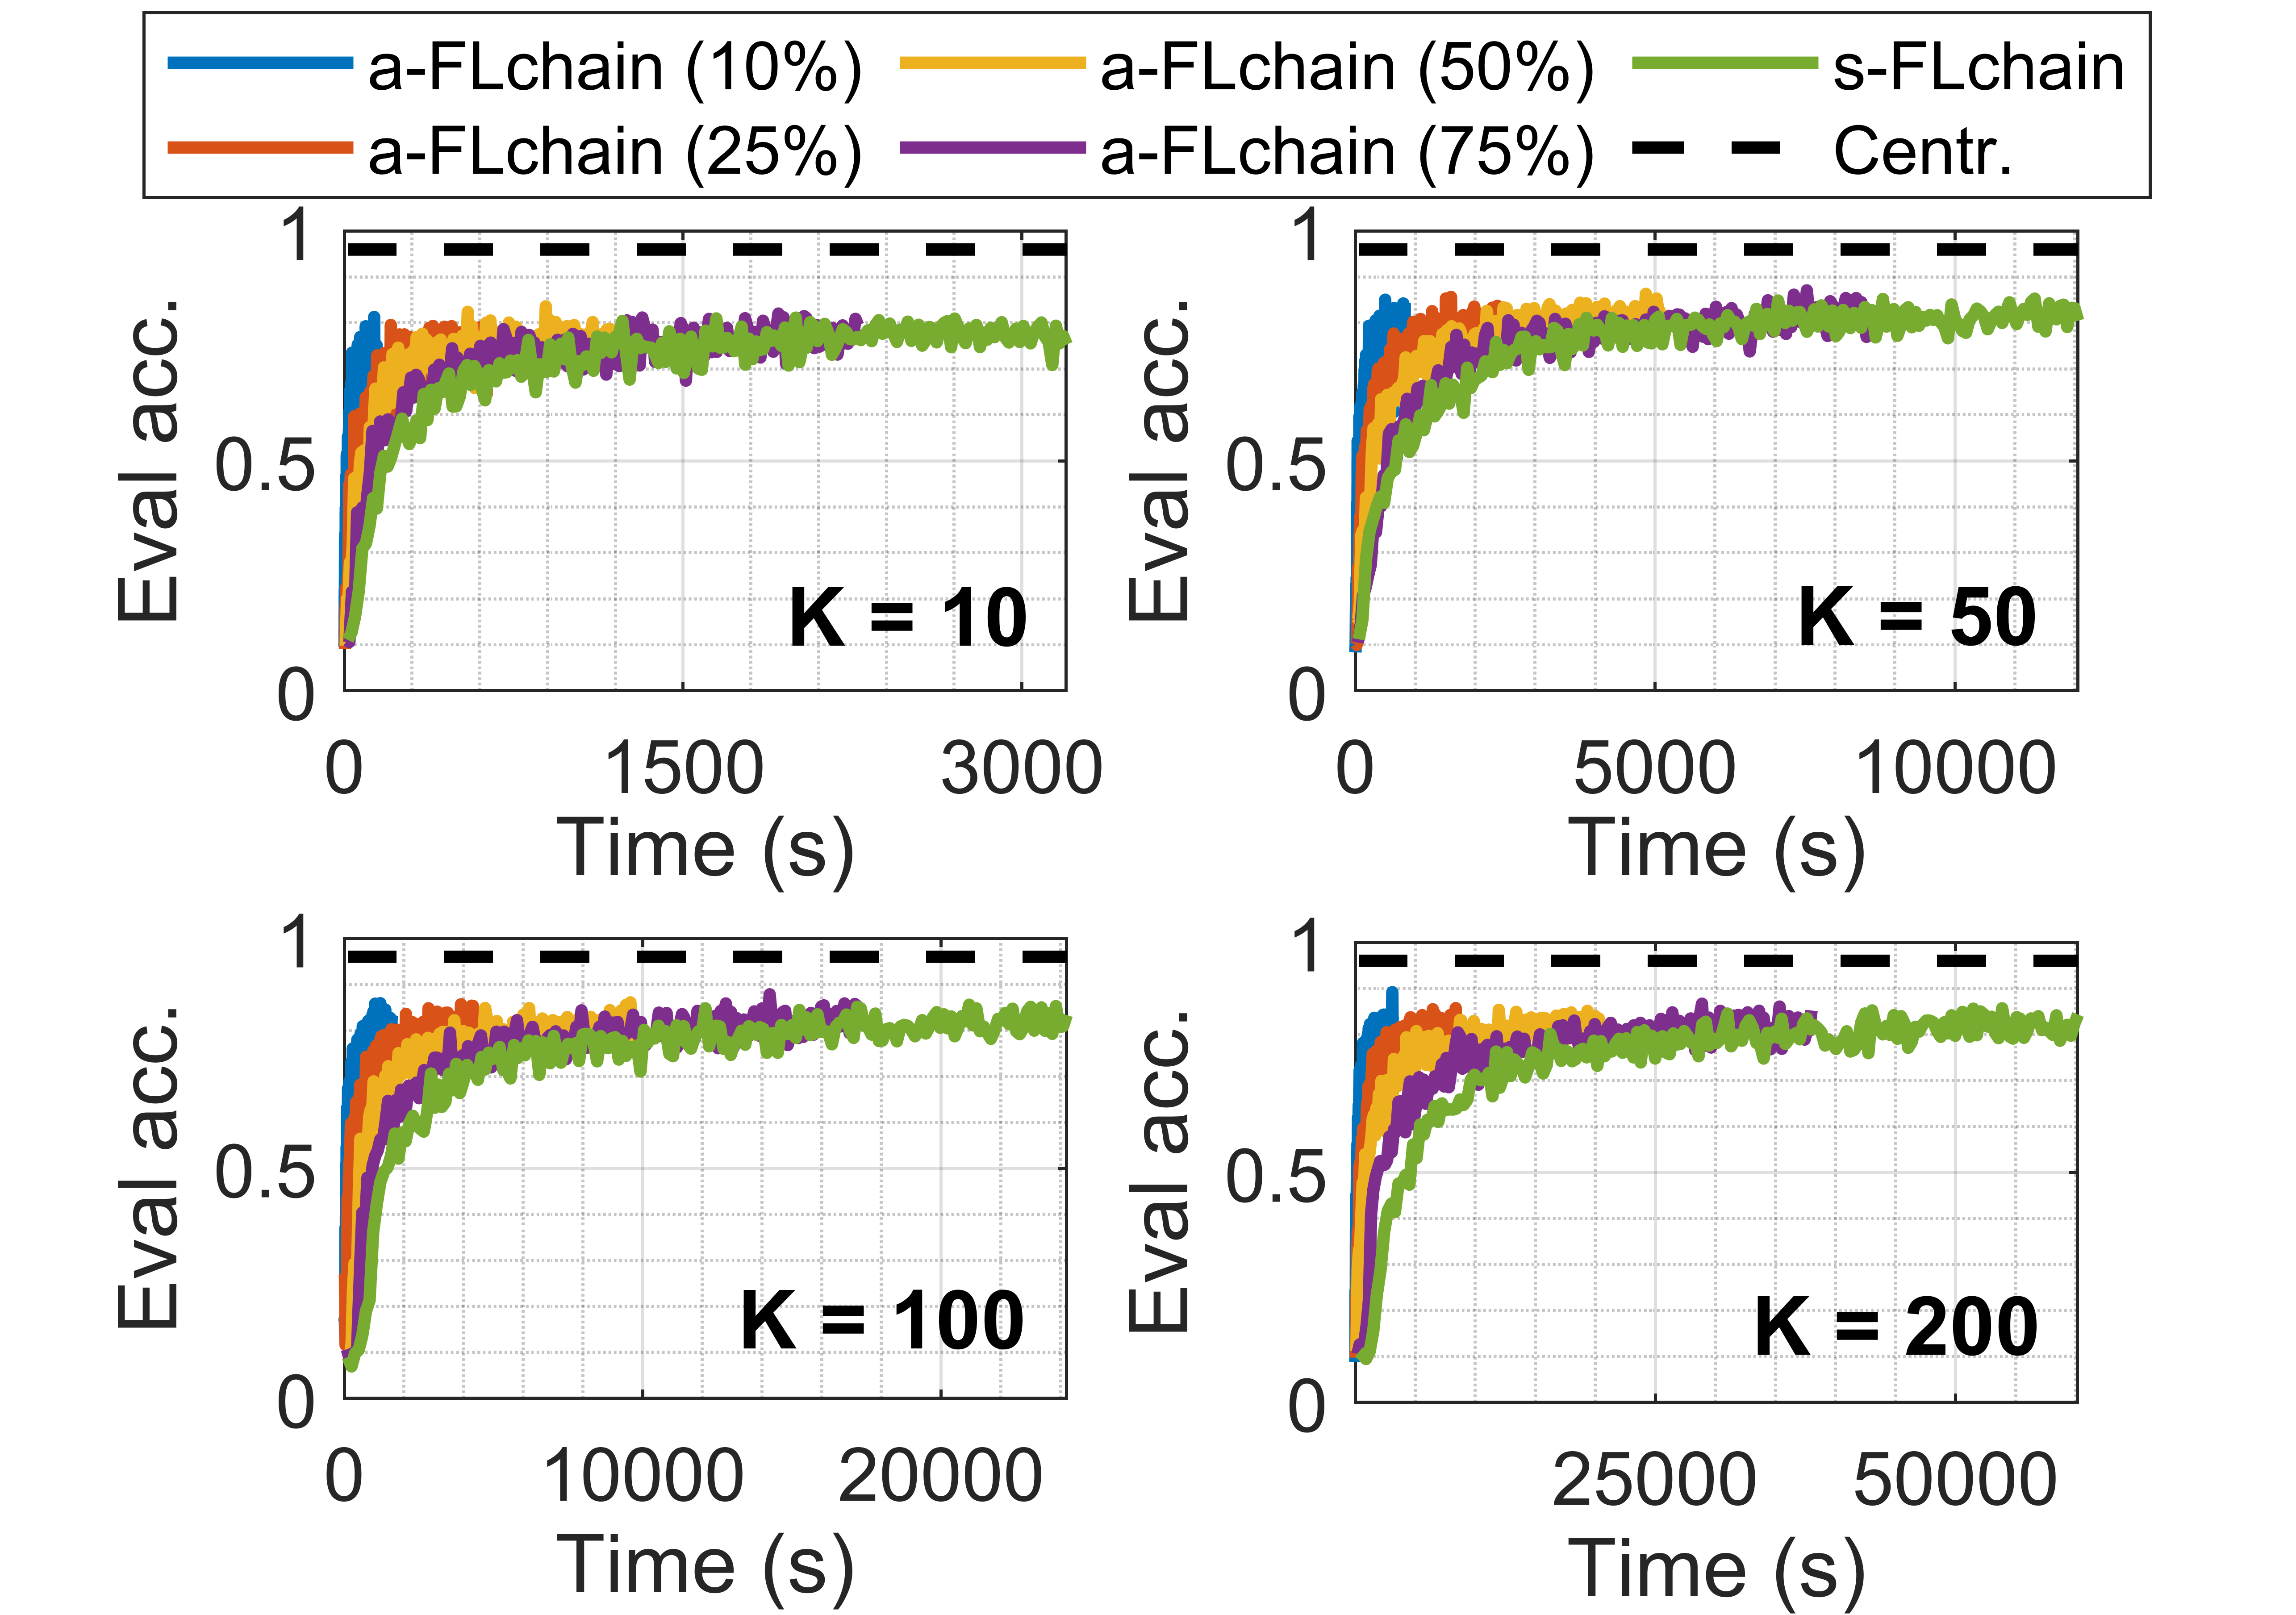 a-FLchain (10%) a-FLchain (50%) s-FLchain
a-FLchain (25%) a-FLchain (75%) Centr.
1
0.5
0
Eval acc.
K = 10
0 1500 3000
Time (s)
1
0.5
0
Eval acc.
K = 50
0 5000 10000
Time (s)
1
0.5
0
Eval acc.
K = 100
0 10000 20000
Time (s)
1
0.5
0
Eval acc.
K = 200
25000 50000
Time (s)